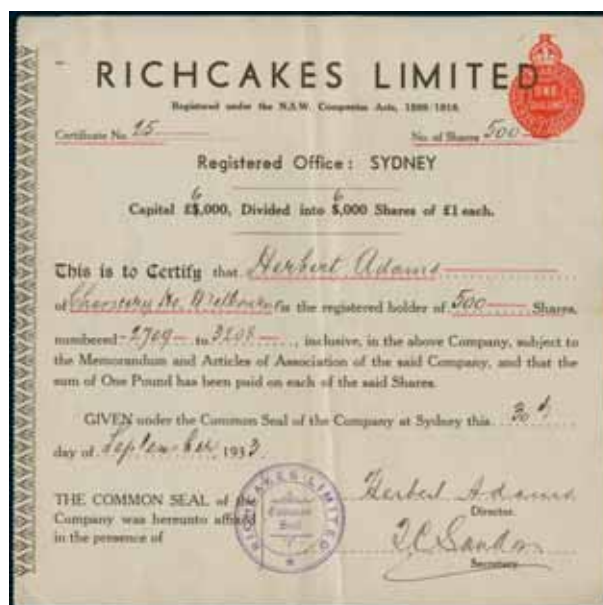 RICHCAKES LIMITED
ONE
Registered under the N.S.W. Companies Acts, 1899/1918.
Certificate No. 25 No. of Shares 500
Registered Office: SYDNEY
Capital £6,000, Divided into 6,000 Shares of £1 each.
This is to Certify that Herbert Adams
of Chancery Melbourne is the registered holder of 500 Shares,
numbered 2709 to 3208, inclusive, in the above Company, subject to
the Memorandum and Articles of Association of the said Company, and that the
sum of One Pound has been paid on each of the said Shares.
GIVEN under the Common Seal of the Company at Sydney this 30th
day of September 1933
THE COMMON SEAL of the
Company was hereunto affixed
in the presence of
RICHCAKES LIMITED
Common
Seal
Herbert Adams
Director.
Secretary